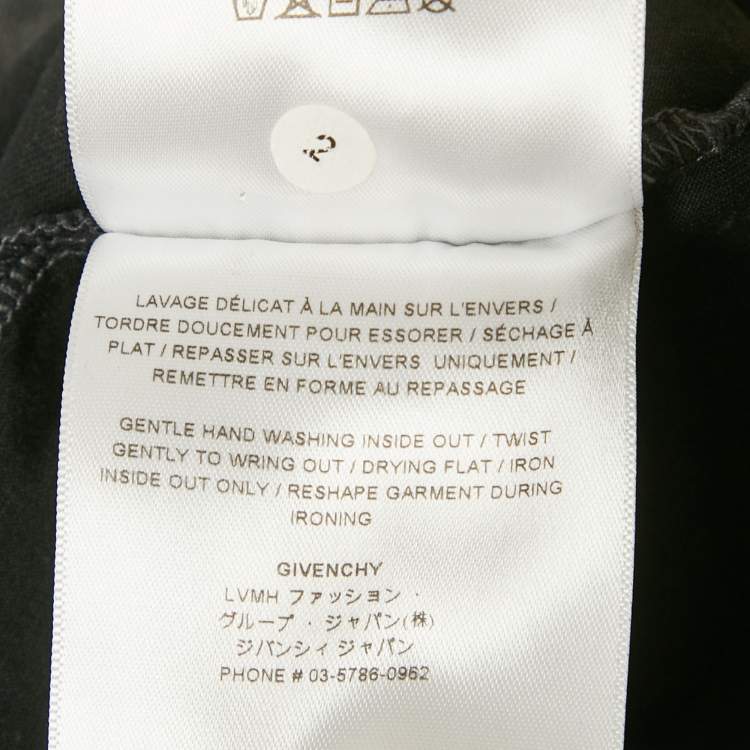 2
LAVAGE DÉLICAT À LA MAIN SUR L'ENVERS /
TORDRE DOUCEMENT POUR ESSORER / SÉCHAGE À
PLAT / REPASSER SUR L'ENVERS UNIQUEMENT /
REMETTRE EN FORME AU REPASSAGE
GENTLE HAND WASHING INSIDE OUT / TWIST
GENTLY TO WRING OUT / DRYING FLAT / IRON
INSIDE OUT ONLY / RESHAPE GARMENT DURING
IRONING
GIVENCHY
LVMH ファッション ·
グループ · ジャパン(株)
ジバンシィ ジャパン
PHONE # 03-5786-0962